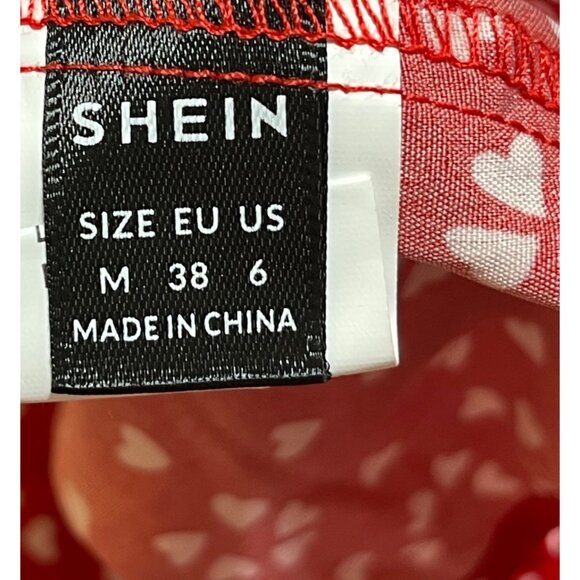 SHEIN
SIZE EU US
M 38 6
MADE IN CHINA